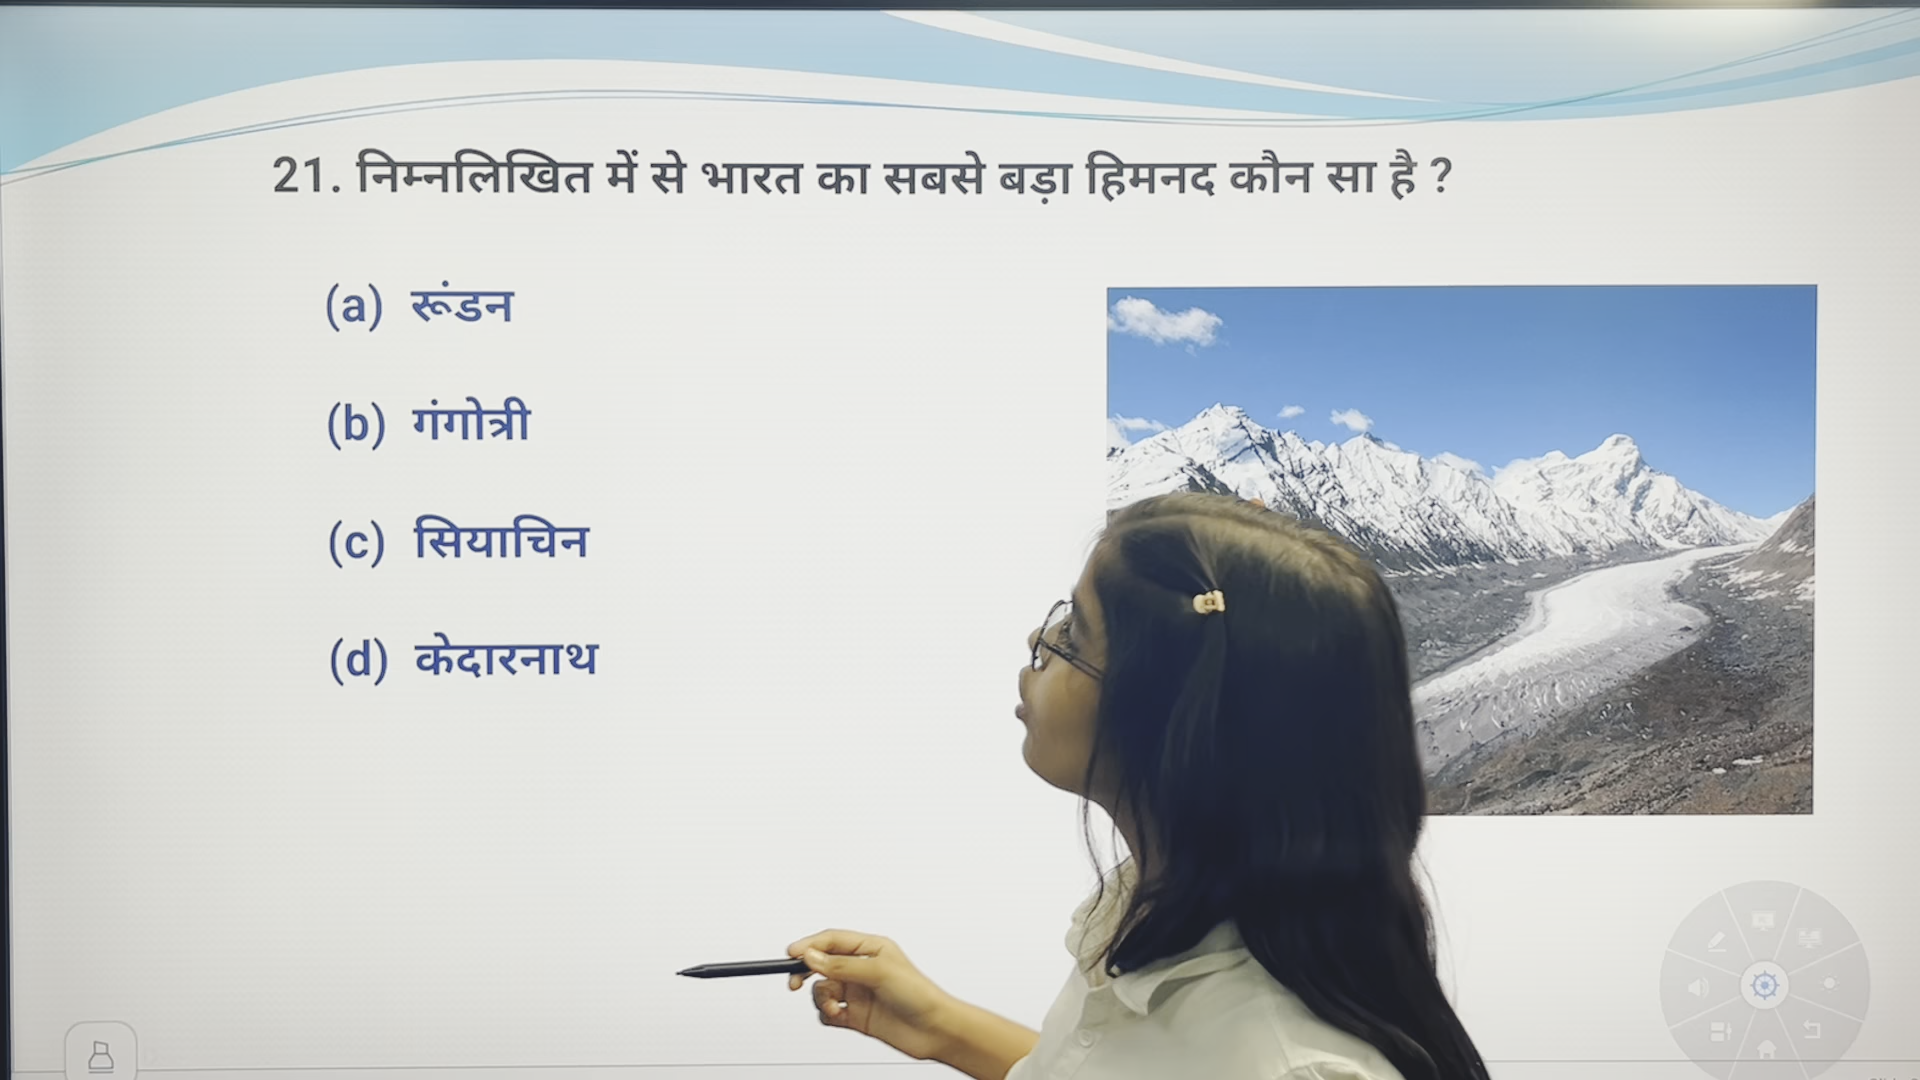 21. निम्नलिखित में से भारत का सबसे बड़ा हिमनद कौन सा है ?
(a) रूंडन
(b) गंगोत्री
(c) सियाचिन
(d) केदारनाथ